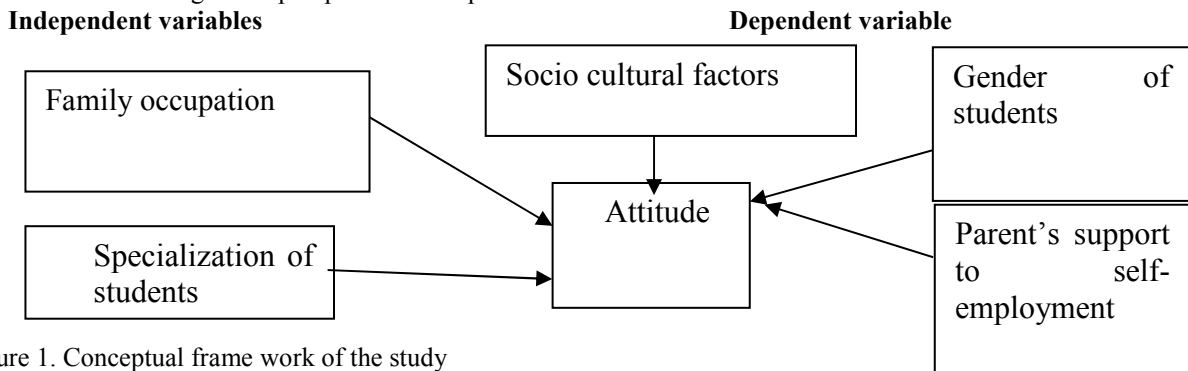 Independent variables
Dependent variable
Socio cultural factors
Family occupation
Gender of
students
Attitude
Specialization of
students
Parent's support
to self-
employment
ure 1. Conceptual frame work of the study